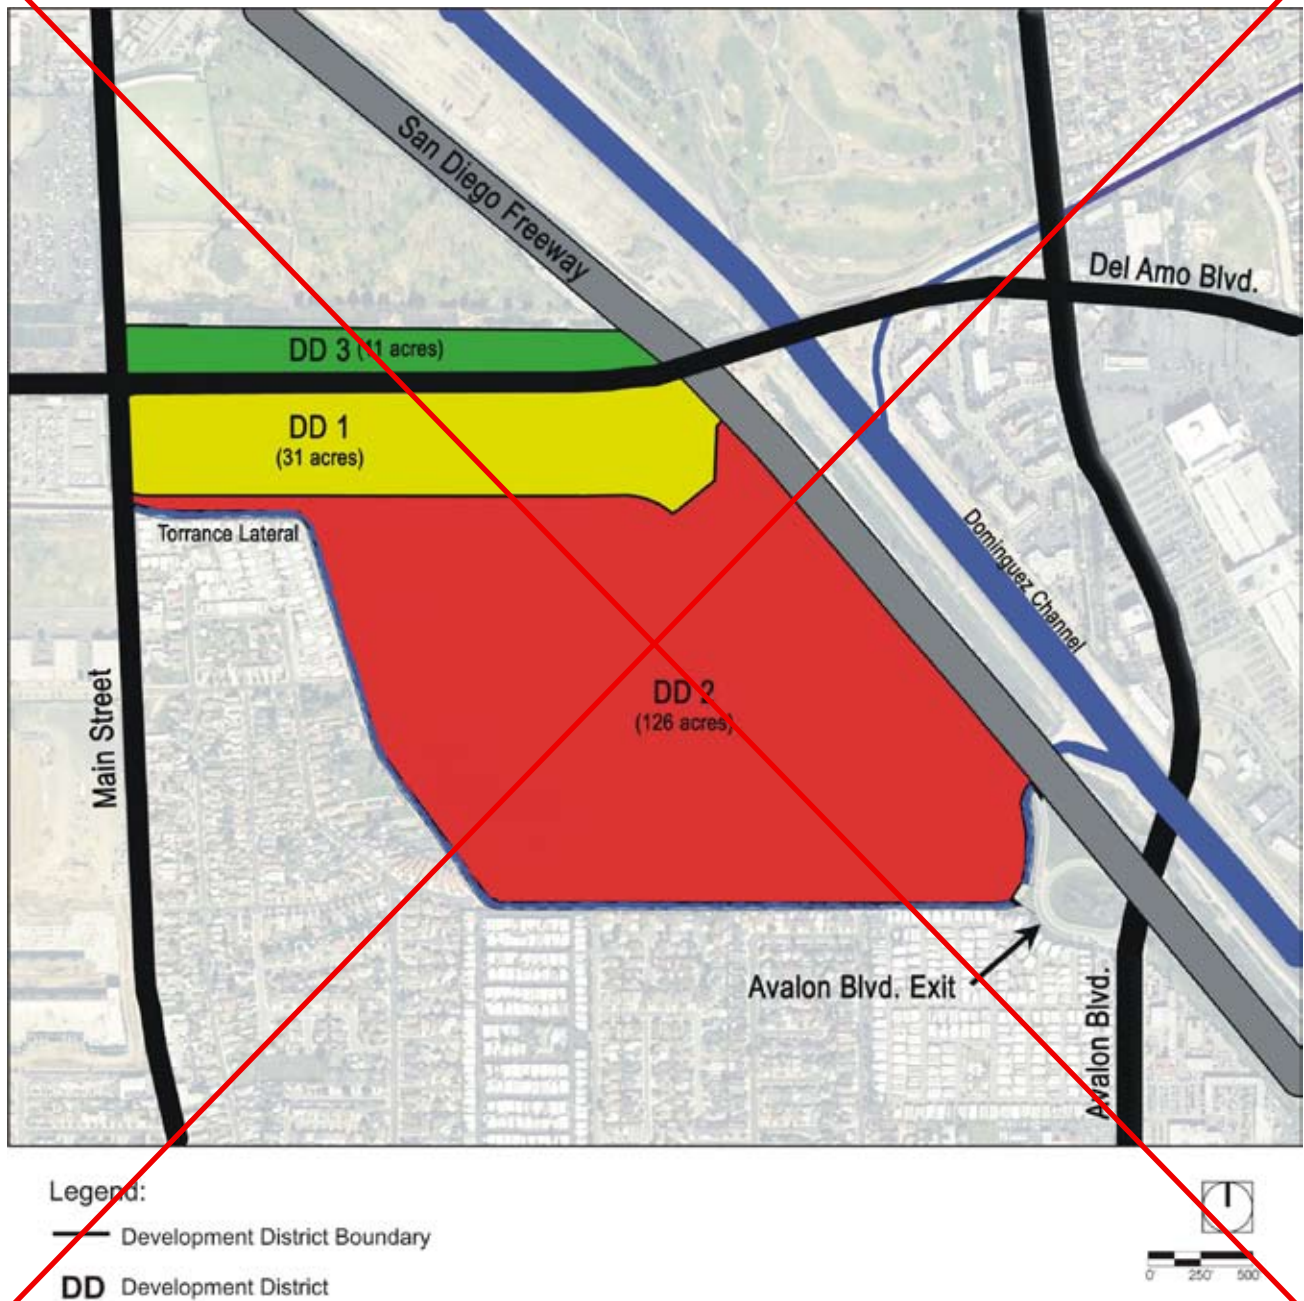 San Diego Freeway
Del Amo Blvd.
DD 3 (11 acres)
DD 1
(31 acres)
Torrance Lateral
Dominguez Channel
Main Street
DD 2
(126 acres)
Avalon Blvd. Exit
Avalon Blvd.
Legend:
Development District Boundary
DD Development District
0' 250' 500'